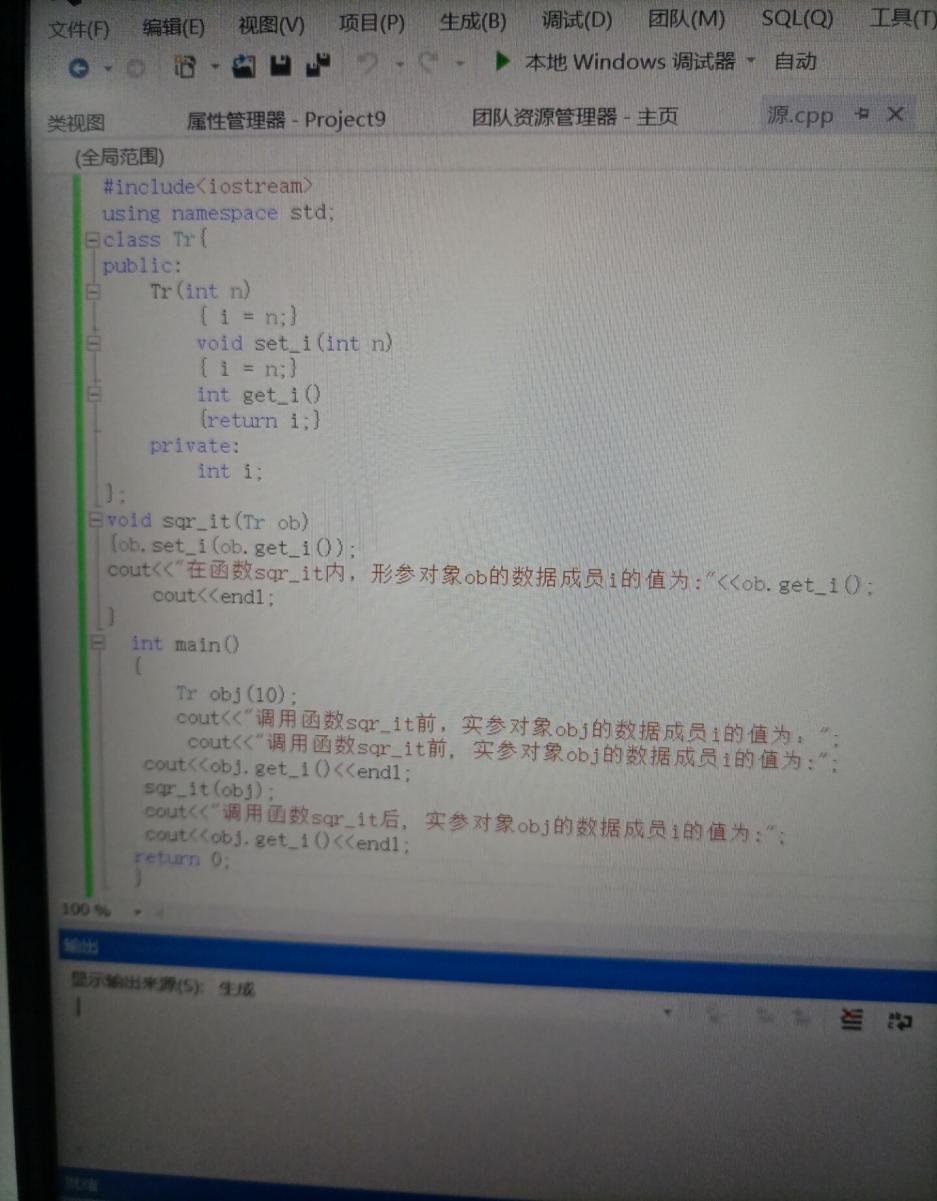 文件(F) 编辑(E) 视图(V) 项目(P) 生成(B) 调试(D) 团队(M) SQL(Q) 工具(T)
本地 Windows 调试器 自动
类视图 属性管理器 - Project9 团队资源管理器 - 主页 源.cpp
(全局范围)
#include<iostream>
using namespace std;
class Tr{
public:
Tr(int n)
{ i = n;}
void set_i(int n)
{ i = n;}
int get_i()
{return i;}
private:
int i;
};
void sqr_it(Tr ob)
{ob.set_i(ob.get_i());
cout<<"在函数sqr_it内，形参对象ob的数据成员i的值为:"<<ob.get_i();
cout<<endl;
}
int main()
{
Tr obj(10);
cout<<"调用函数sqr_it前，实参对象obj的数据成员i的值为：";
cout<<"调用函数sqr_it前，实参对象obj的数据成员i的值为:";
cout<<obj.get_i()<<endl;
sqr_it(obj);
cout<<"调用函数sqr_it后，实参对象obj的数据成员i的值为:";
cout<<obj.get_i()<<endl;
return 0;
}
100 %
输出
显示输出来源(S): 生成
就绪